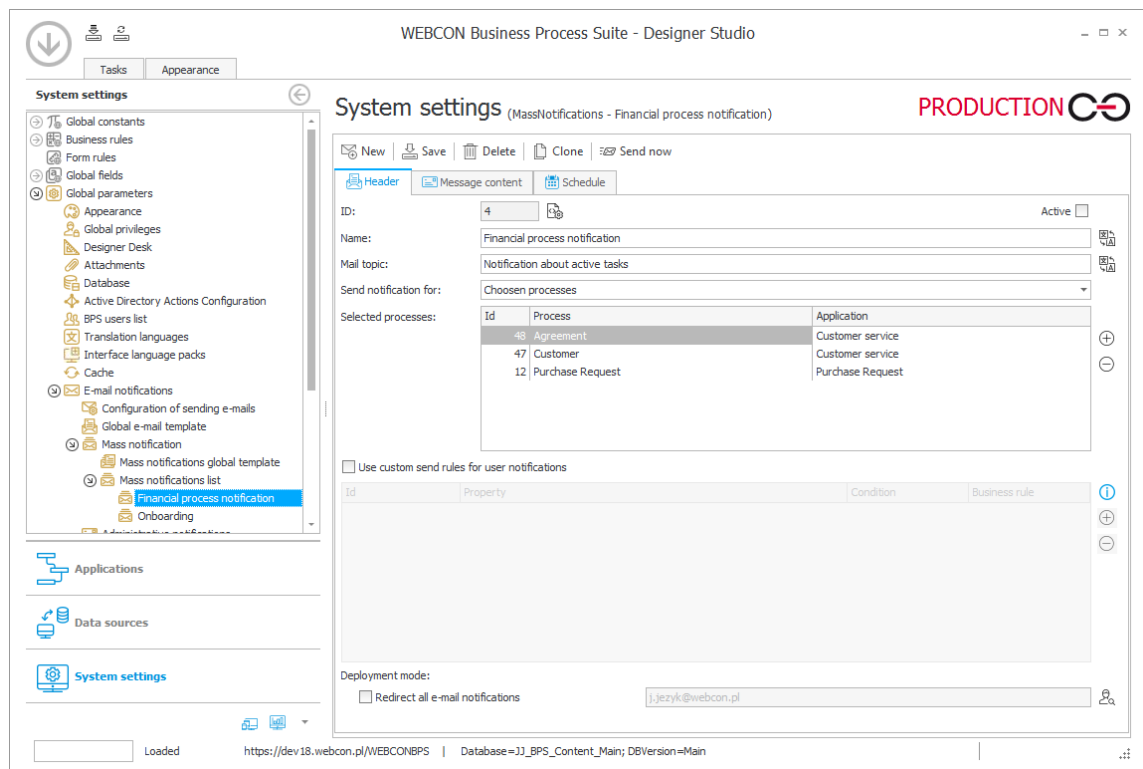 WEBCON Business Process Suite - Designer Studio
Tasks Appearance
System settings
Global constants
Business rules
Form rules
Global fields
Global parameters
Appearance
Global privileges
Designer Desk
Attachments
Database
Active Directory Actions Configuration
BPS users list
Translation languages
Interface language packs
Cache
E-mail notifications
Configuration of sending e-mails
Global e-mail template
Mass notification
Mass notifications global template
Mass notifications list
Financial process notification
Onboarding
Administrative notifications
Applications
Data sources
System settings
System settings (MassNotifications - Financial process notification)
PRODUCTION
New Save Delete Clone Send now
Header Message content Schedule
ID: 4 Active
Name: Financial process notification
Mail topic: Notification about active tasks
Send notification for: Choosen processes
Selected processes: Id Process Application
48 Agreement Customer service
47 Customer Customer service
12 Purchase Request Purchase Request
Use custom send rules for user notifications
Id Property Condition Business rule
Deployment mode:
Redirect all e-mail notifications j.jezyk@webcon.pl
Loaded https://dev18.webcon.pl/WEBCONBPS | Database=JJ_BPS_Content_Main; DBVersion=Main